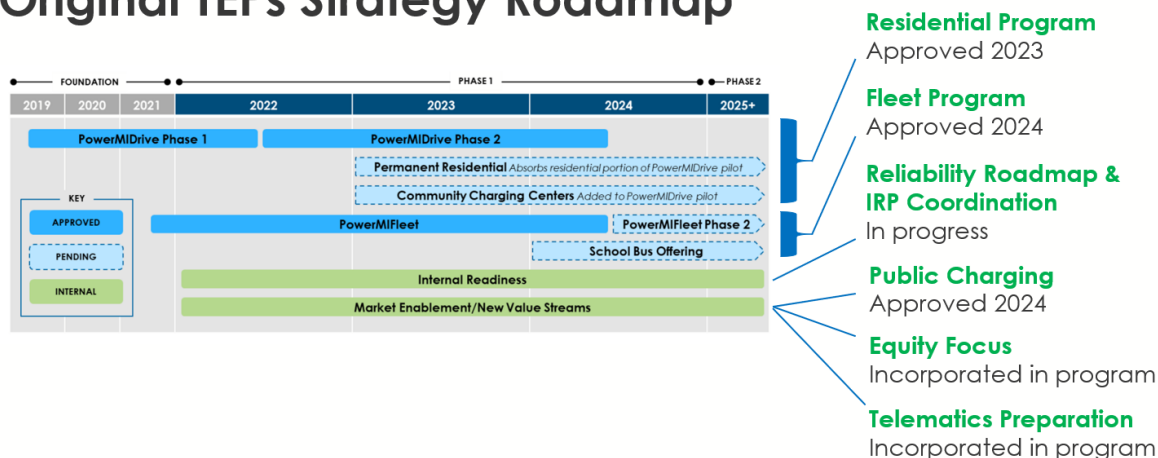 Original TEPs Strategy Roadmap
FOUNDATION
PHASE 1
PHASE 2
2019 2020 2021 2022 2023 2024 2025+
PowerMIDrive Phase 1
PowerMIDrive Phase 2
Permanent Residential Absorbs residential portion of PowerMIDrive pilot
Community Charging Centers Added to PowerMIDrive pilot
KEY
APPROVED
PENDING
INTERNAL
PowerMIFleet
PowerMIFleet Phase 2
School Bus Offering
Internal Readiness
Market Enablement/New Value Streams
Residential Program
Approved 2023
Fleet Program
Approved 2024
Reliability Roadmap &
IRP Coordination
In progress
Public Charging
Approved 2024
Equity Focus
Incorporated in program
Telematics Preparation
Incorporated in program